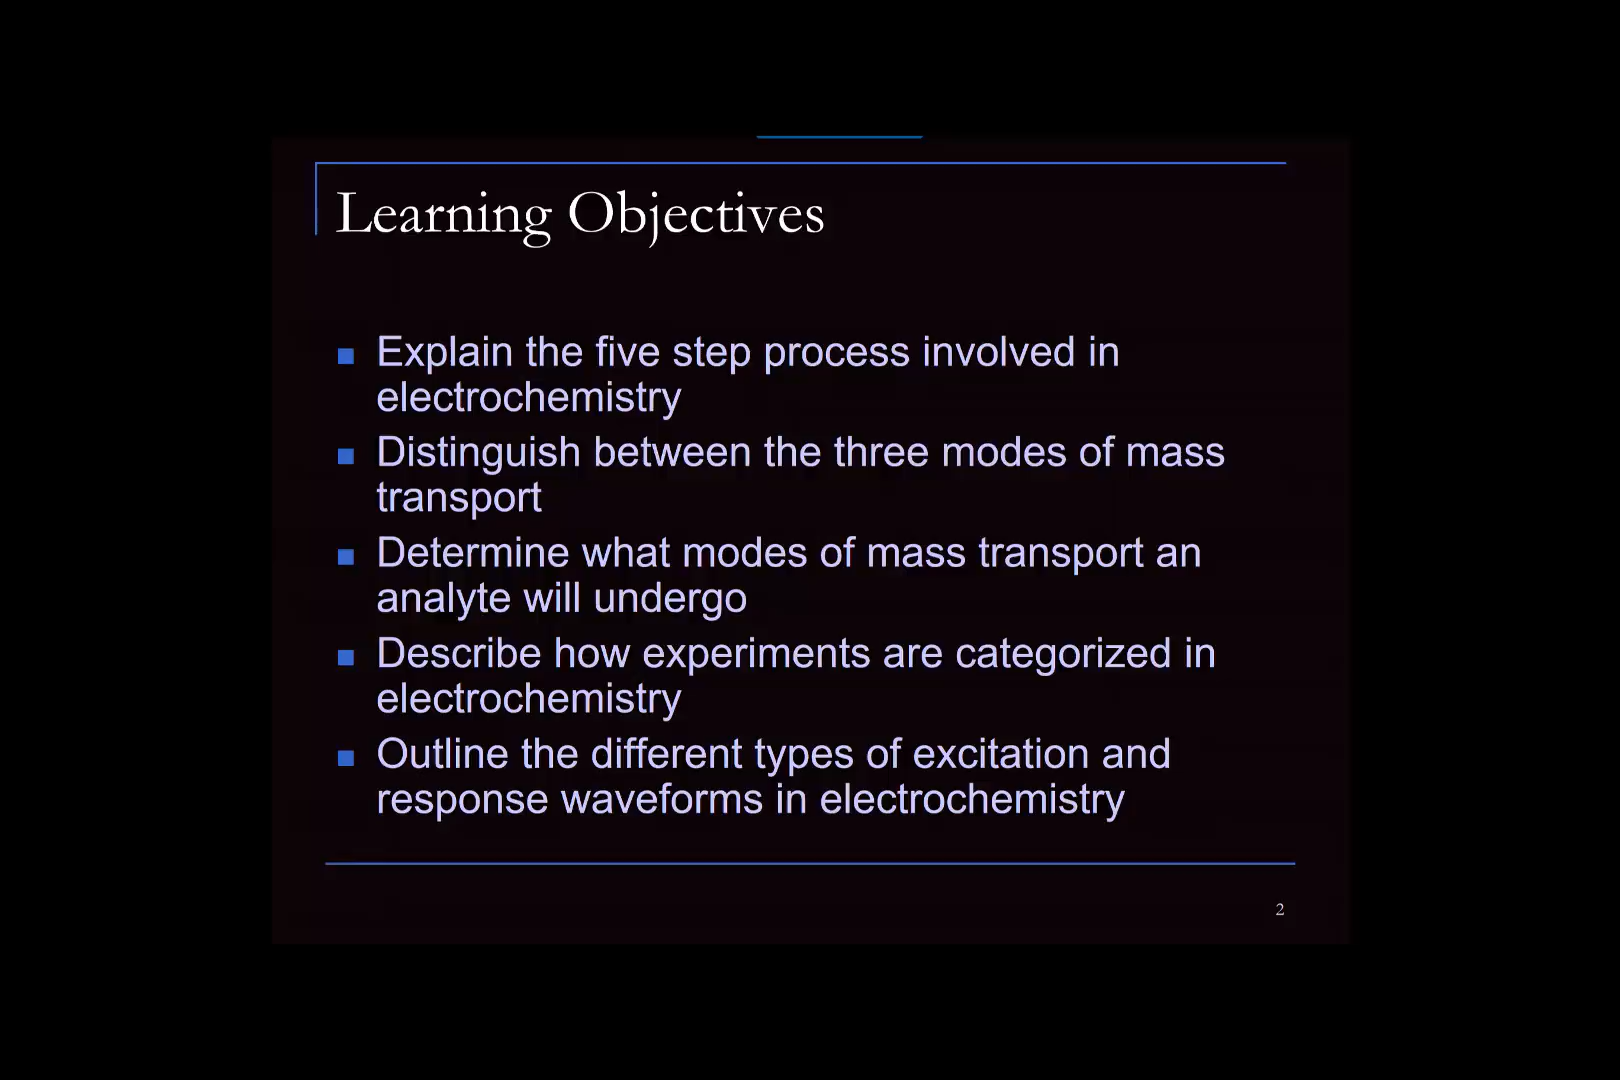 Learning Objectives
Explain the five step process involved in
electrochemistry
Distinguish between the three modes of mass
transport
Determine what modes of mass transport an
analyte will undergo
Describe how experiments are categorized in
electrochemistry
Outline the different types of excitation and
response waveforms in electrochemistry
2